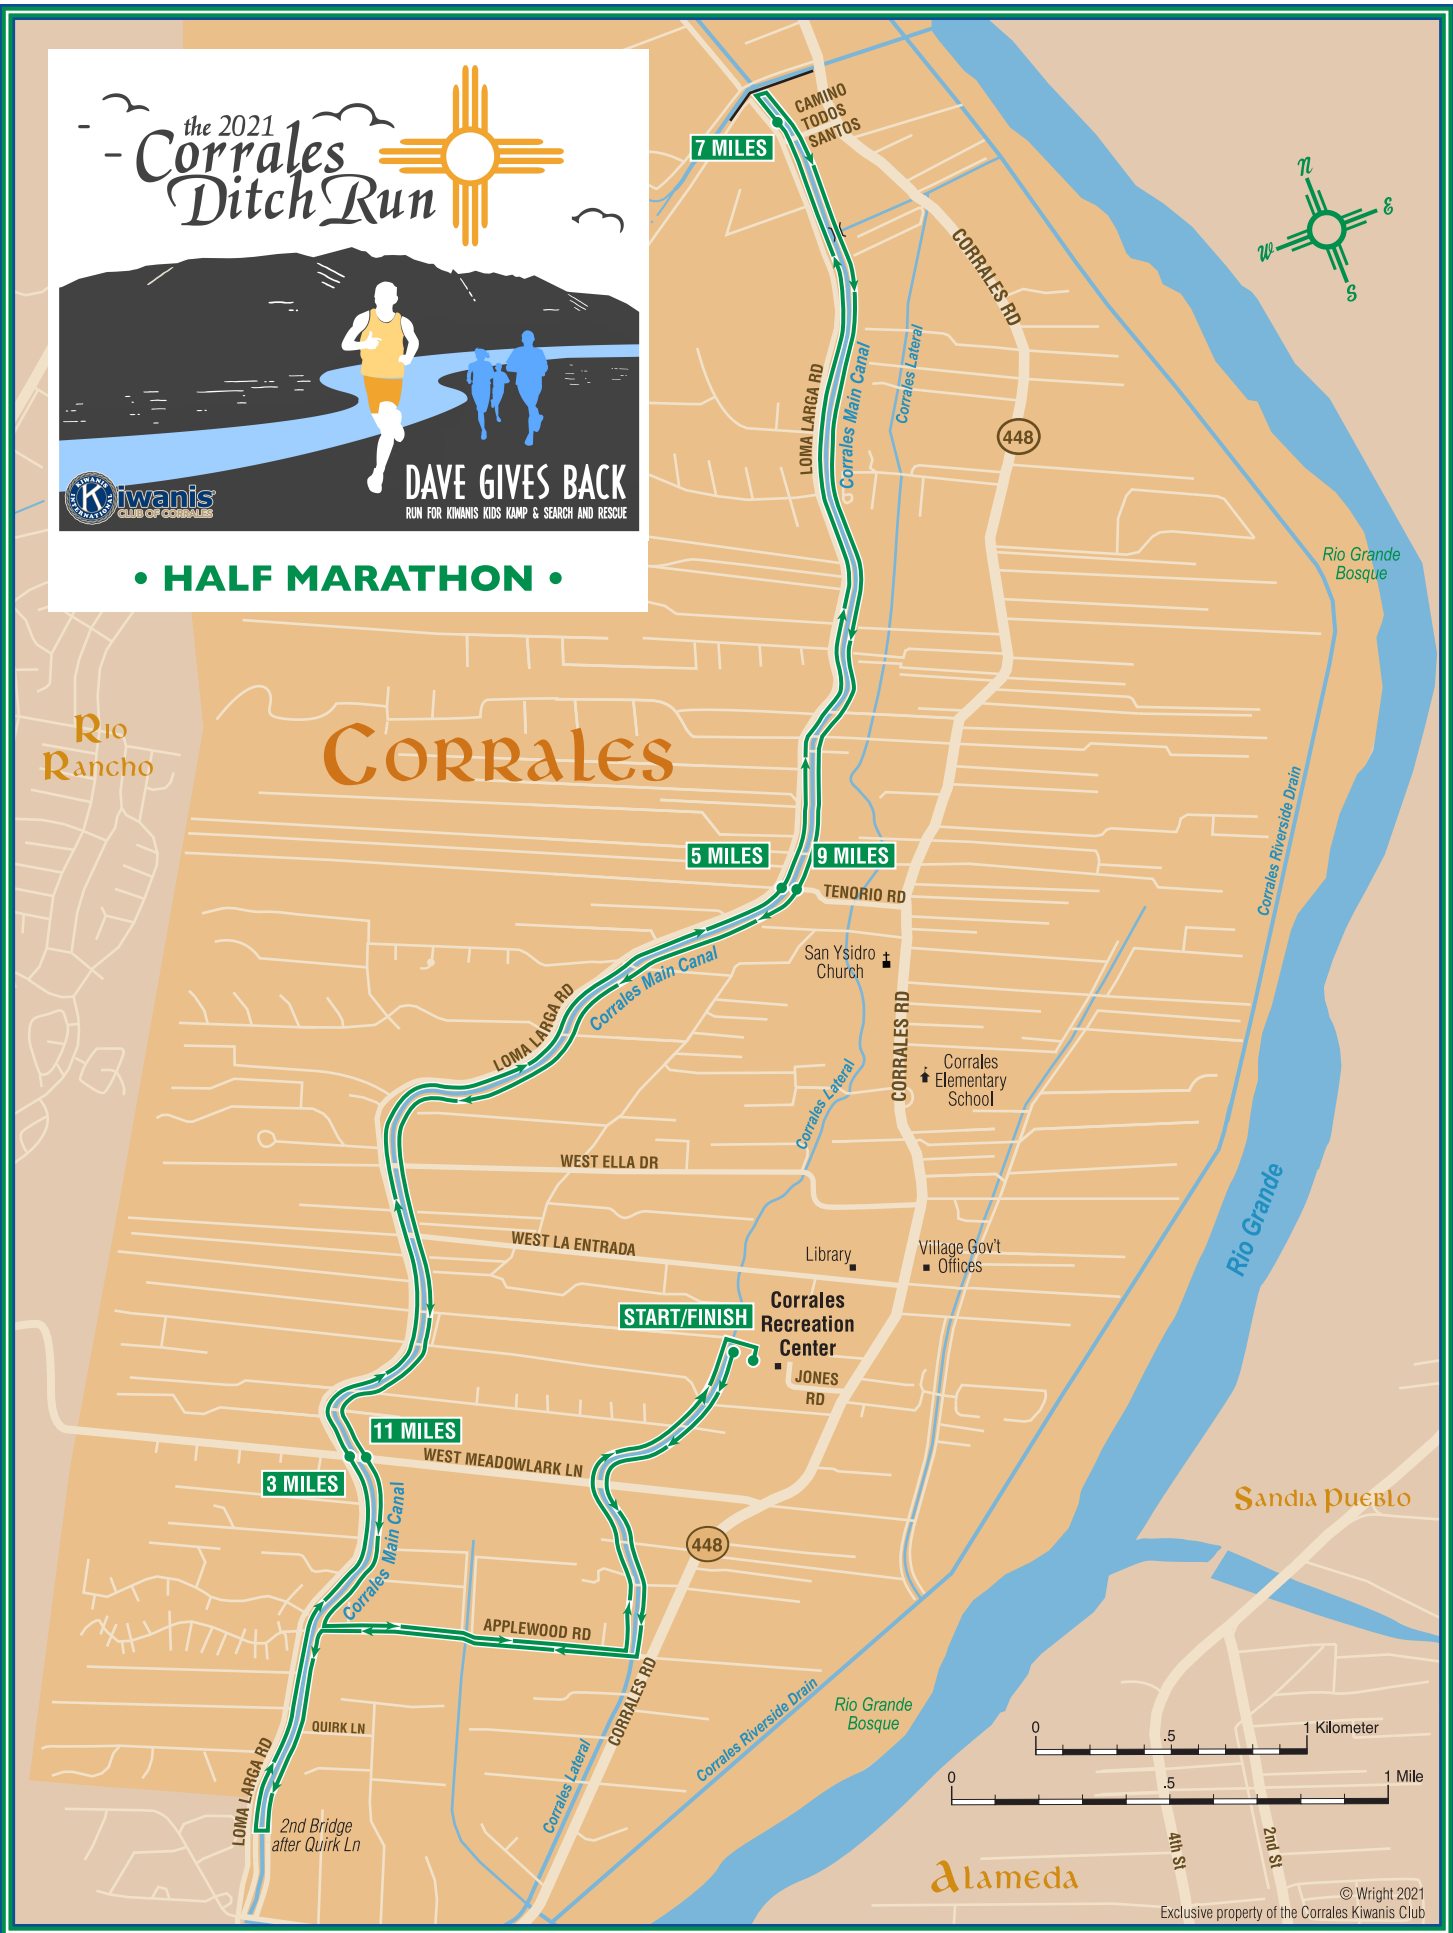 the 2021
Corrales
Ditch Run
KIWANIS
INTERNATIONAL
K
iwanis
CLUB OF CORRALES
DAVE GIVES BACK
RUN FOR KIWANIS KIDS KAMP & SEARCH AND RESCUE
• HALF MARATHON •
CAMINO
TODOS
SANTOS
7 MILES
N
E
W
S
CORRALES RD
LOMA LARGA RD
Corrales Main Canal
Corrales Lateral
448
Rio Grande
Bosque
Rio
Rancho
Corrales
Corrales Riverside Drain
5 MILES
9 MILES
TENORIO RD
San Ysidro
Church
Corrales Main Canal
LOMA LARGA RD
CORRALES RD
Corrales
Elementary
School
Corrales Lateral
WEST ELLA DR
Rio Grande
WEST LA ENTRADA
Library
Village Gov't
Offices
START/FINISH
Corrales
Recreation
Center
JONES
RD
11 MILES
WEST MEADOWLARK LN
3 MILES
Corrales Main Canal
Sandia Pueblo
448
APPLEWOOD RD
CORRALES RD
Corrales Riverside Drain
Rio Grande
Bosque
QUIRK LN
LOMA LARGA RD
Corrales Lateral
2nd Bridge
after Quirk Ln
0
.5
1 Kilometer
0
.5
1 Mile
4th St
2nd St
Alameda
© Wright 2021
Exclusive property of the Corrales Kiwanis Club